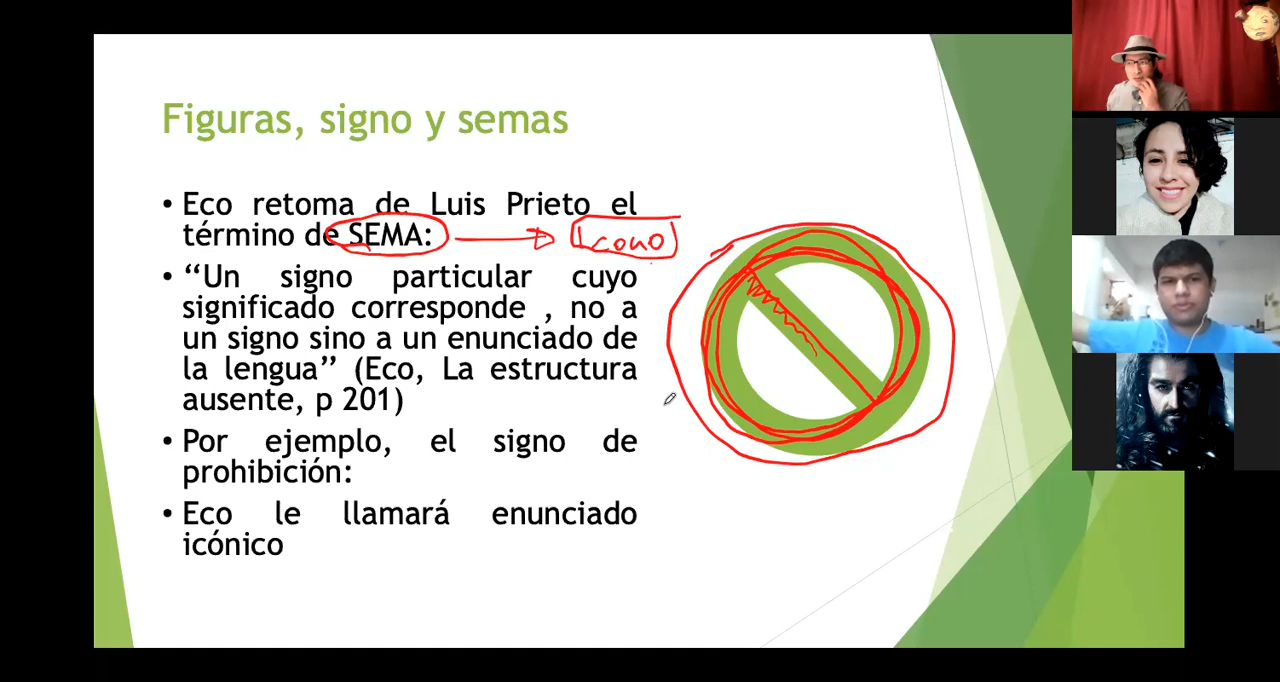 Figuras, signo y semas
• Eco retoma de Luis Prieto el
término de SEMA: Icono
• “Un signo particular cuyo
significado corresponde , no a
un signo sino a un enunciado de
la lengua” (Eco, La estructura
ausente, p 201)
• Por ejemplo, el signo de
prohibición:
• Eco le llamará enunciado
icónico